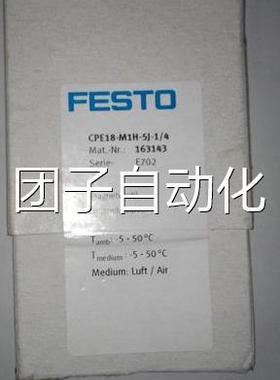 FESTO
CPE18-M1H-5J-1/4
Mat.-Nr.: 163143
Serie: E702
团子自动化
Tamb: -5 - 50 °C
Tmedium: -5 - 50 °C
Medium: Luft / Air